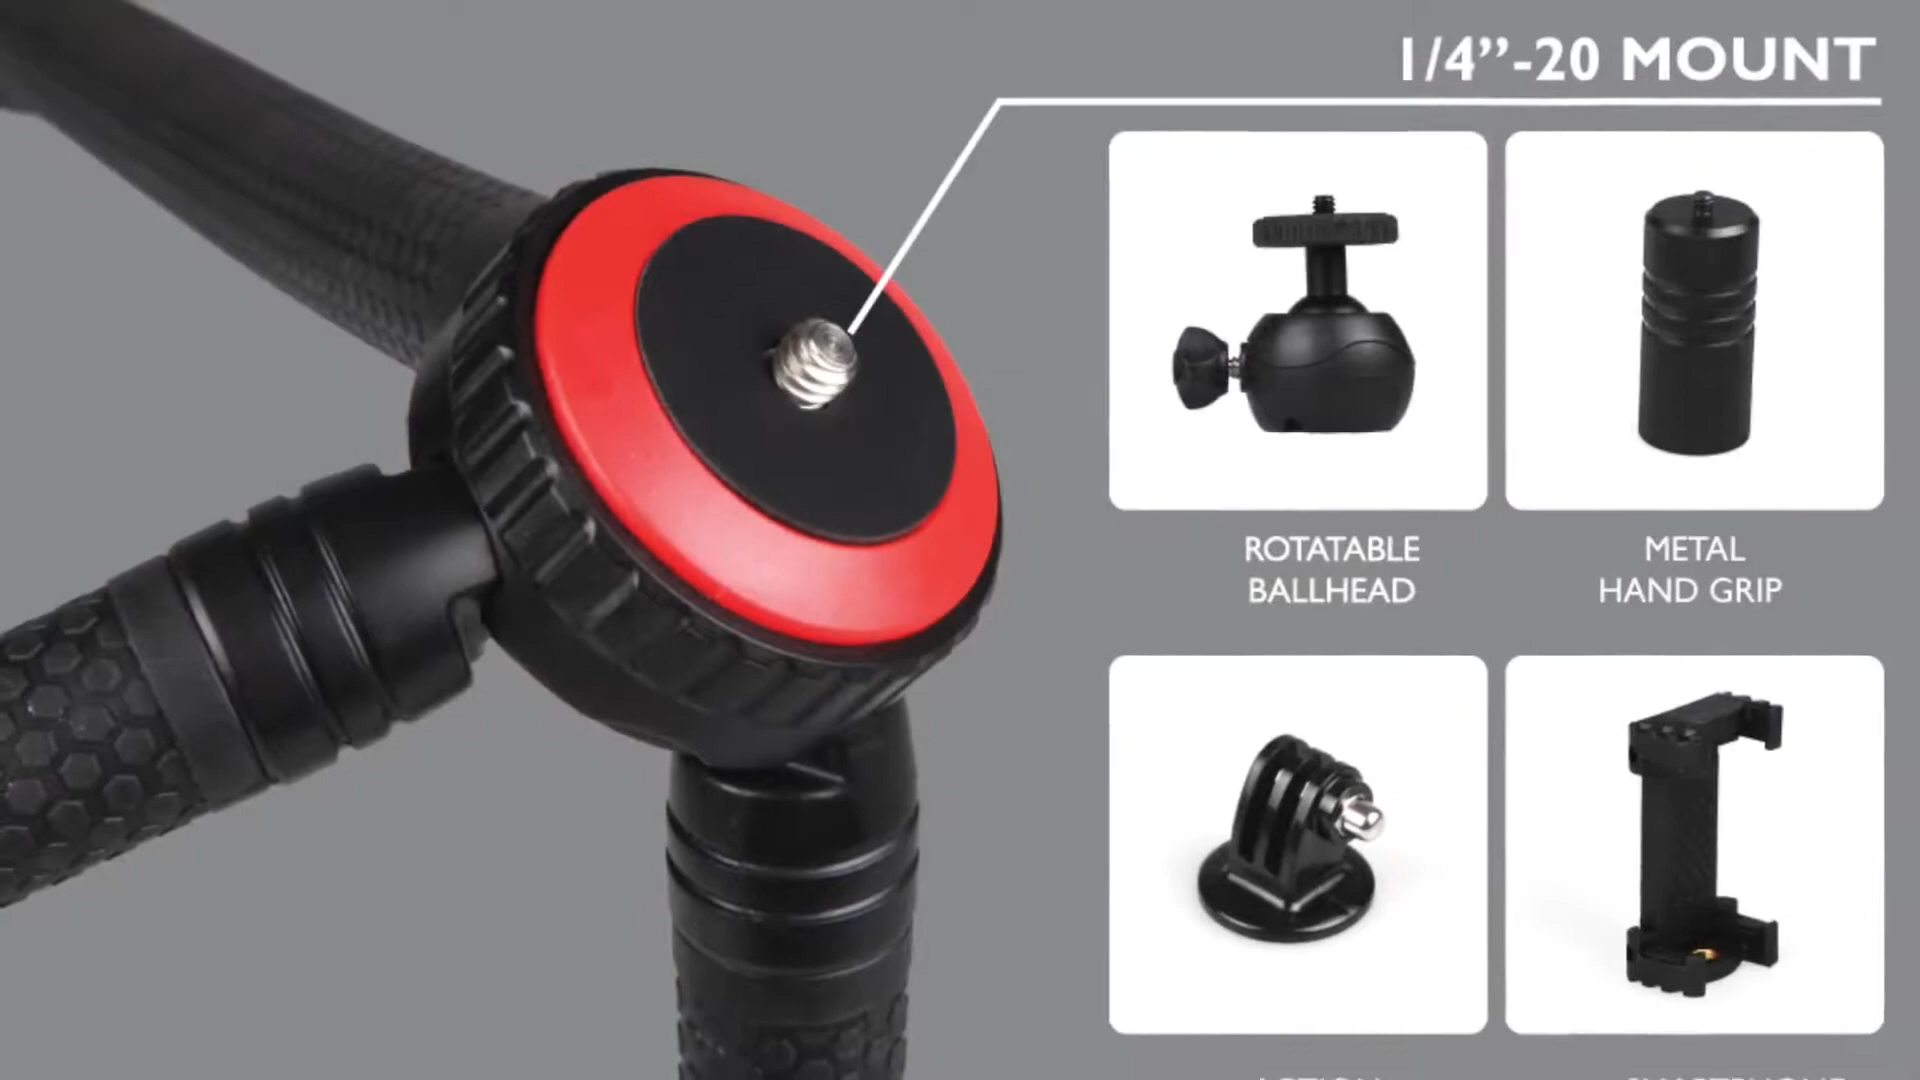 1/4”-20 MOUNT
ROTATABLE
BALLHEAD
METAL
HAND GRIP